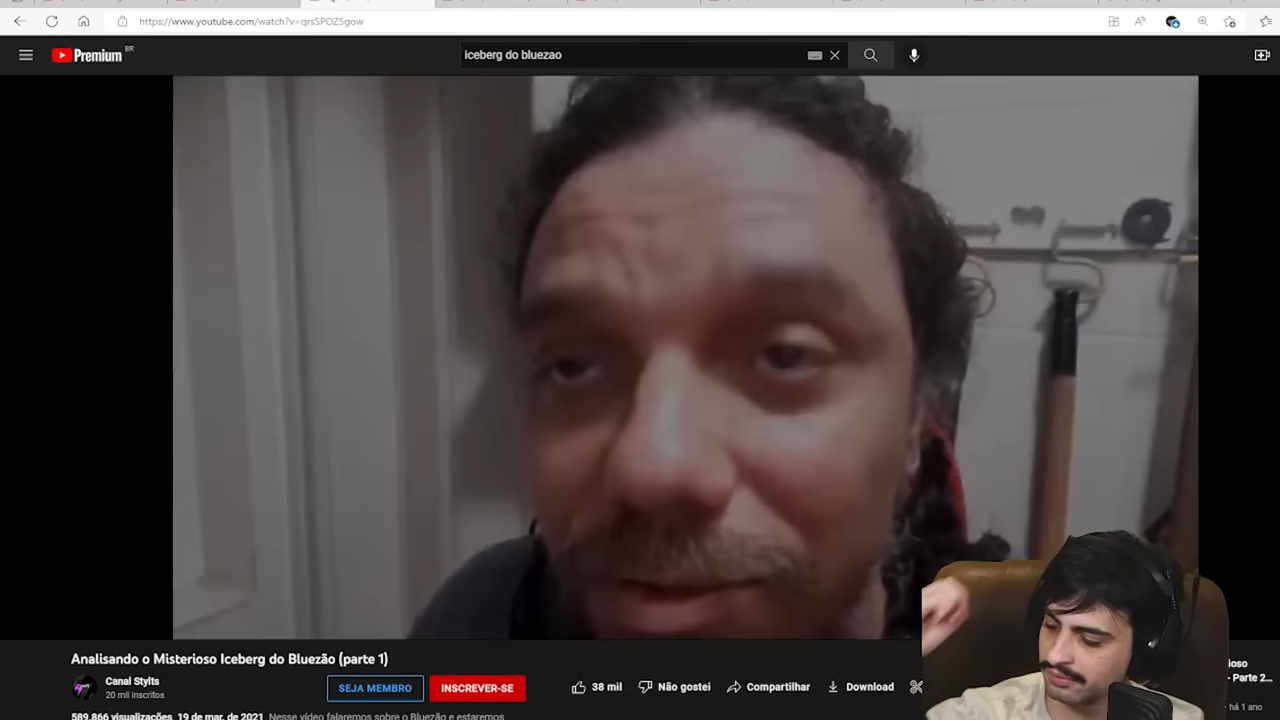 https://www.youtube.com/watch?v=qrsSPOZ5gow
Premium BR
iceberg do bluezao
Analisando o Misterioso Iceberg do Bluezão (parte 1)
Canal Stylts
20 mil inscritos
SEJA MEMBRO
INSCREVER-SE
38 mil
Não gostei
Compartilhar
Download
- Parte 2...
há 1 ano
589.866 visualizações 19 de mar. de 2021 Nesse vídeo falaremos sobre o Bluezão e estaremos